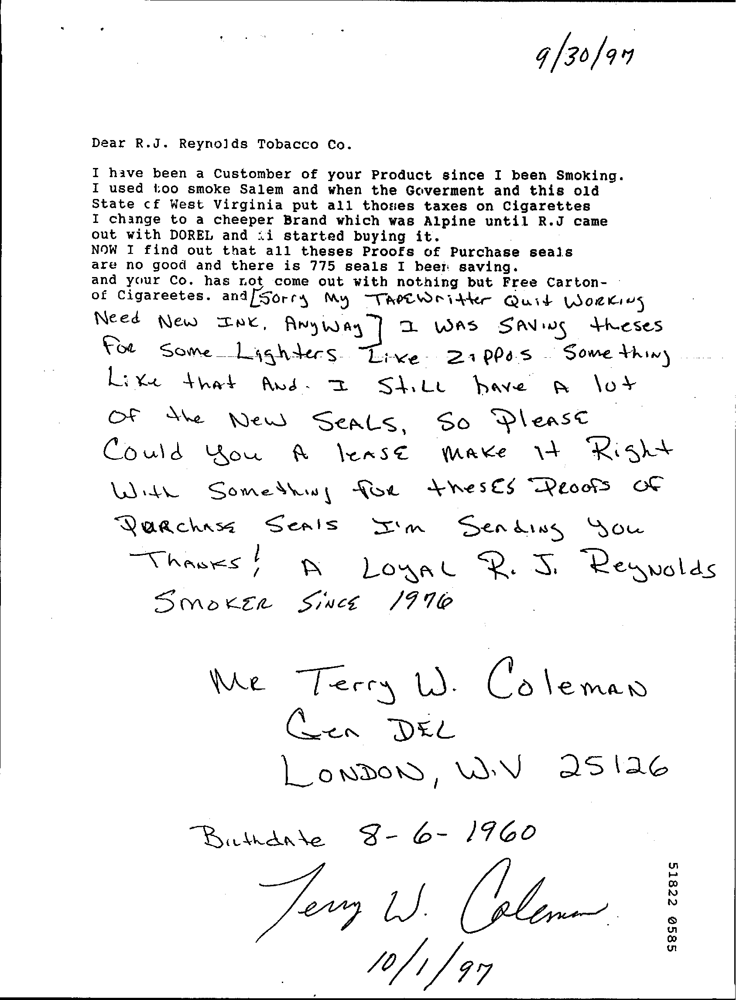 9/30/97
Dear R.J. Reynolds Tobacco Co.
I have been a Customber of your Product since I been Smoking.
I used too smoke Salem and when the Goverment and this old
State of West Virginia put all thoses taxes on Cigarettes
I change to a cheeper Brand which was Alpine until R.J came
out with DOREL and ii started buying it.
NOW I find out that all theses Proofs of Purchase seals
are no good and there is 775 seals I been saving.
and your Co. has not come out with nothing but Free Carton-
of Cigareetes. and [Sorry My TAPEWritter Quit WORKING
Need New INK, ANyWAY] I WAS SAVING theses
For Some Lighters Like Zippos Something
Like that And. I StiLL have A lot
OF the New SEALS, So PleASE
Could you A leASE MAKE It Right
With Something for thesEs Proofs OF
PurchASE SeAls I'm SenDiNg you
THANKS! A LOYAL R. J. ReyNolds
SMOKER SiNCE 1976
MR Terry W. ColemAN
Gen DEL
LONDON, W.V 25126
BirthdAte 8-6-1960
Terry W. Coleman
10/1/97
51822 0585